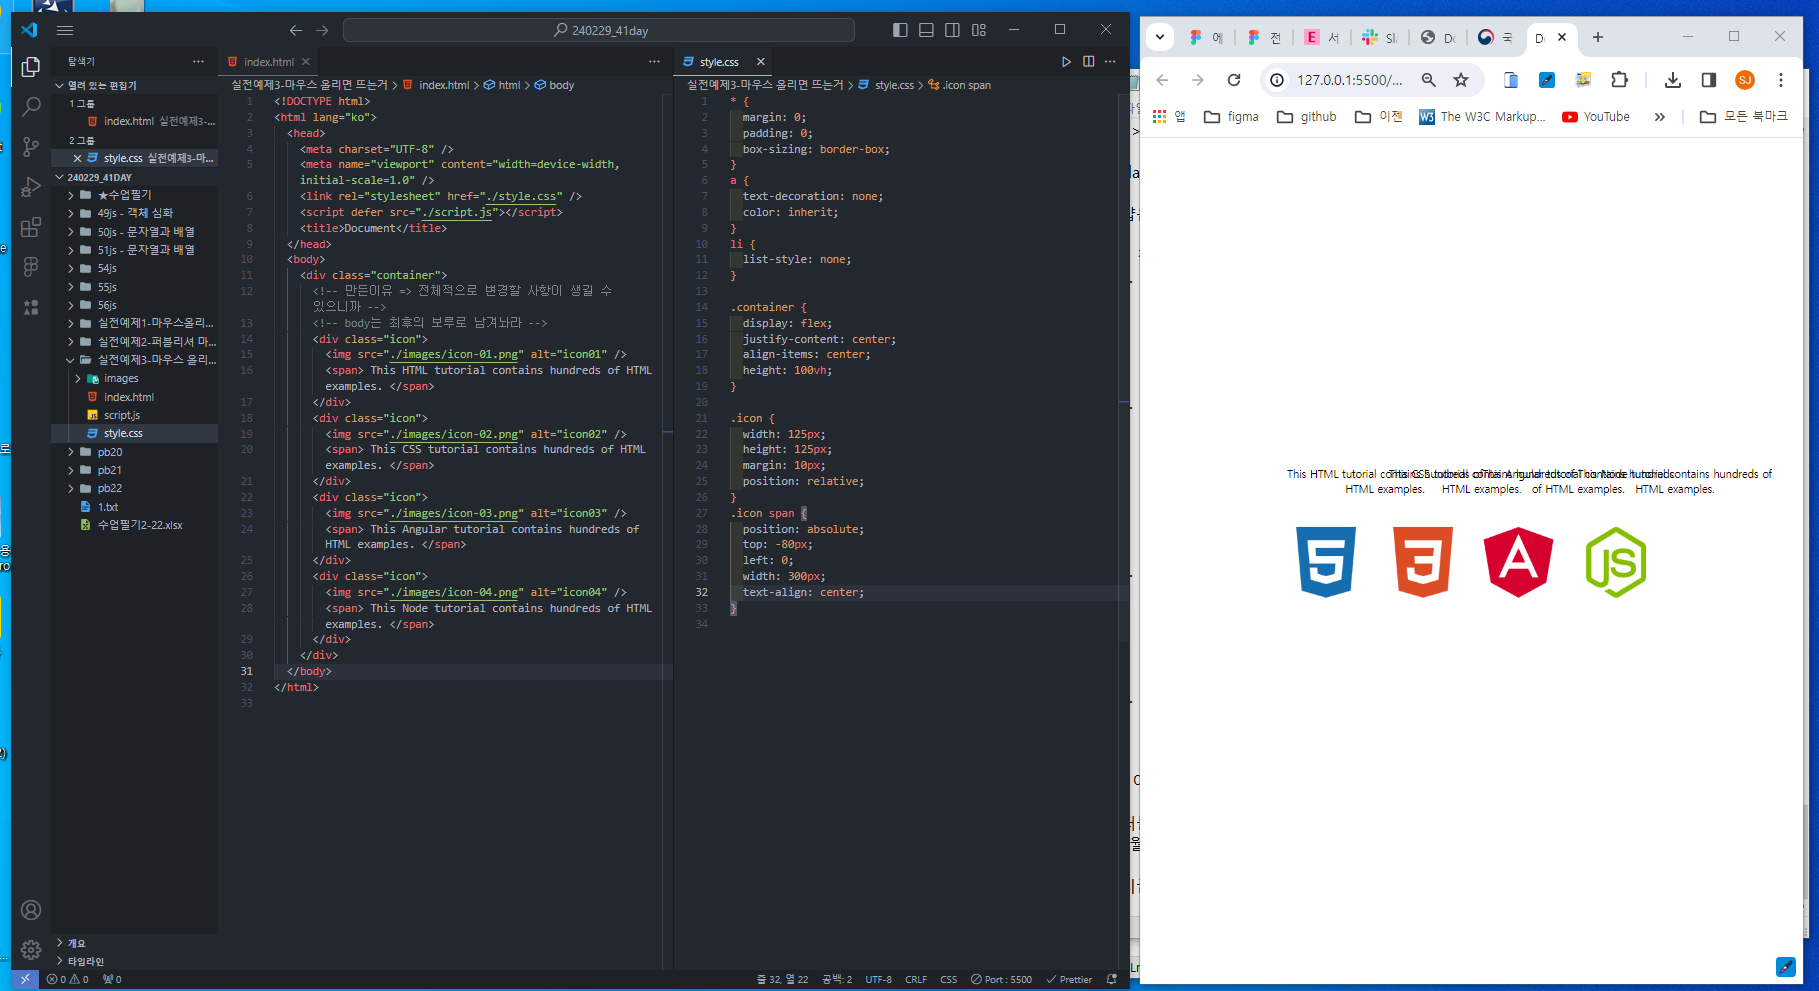 240229_41day
탐색기
열려 있는 편집기
1 그룹
index.html 실전예제3-...
2 그룹
style.css 실전예제3-마...
240229_41DAY
★수업필기
49js - 객체 심화
50js - 문자열과 배열
51js - 문자열과 배열
54js
55js
56js
실전예제1-마우스올리...
실전예제2-퍼블리셔 마...
실전예제3-마우스 올리...
images
index.html
script.js
style.css
pb20
pb21
pb22
1.txt
수업필기2-22.xlsx
개요
타임라인
index.html
실전예제3-마우스 올리면 뜨는거 > index.html > html > body
1 <!DOCTYPE html>
2 <html lang="ko">
3 <head>
4 <meta charset="UTF-8" />
5 <meta name="viewport" content="width=device-width,
initial-scale=1.0" />
6 <link rel="stylesheet" href="./style.css" />
7 <script defer src="./script.js"></script>
8 <title>Document</title>
9 </head>
10 <body>
11 <div class="container">
12 <!-- 만든이유 => 전체적으로 변경할 사항이 생길 수
있으니까 -->
13 <!-- body는 최후의 보루로 남겨놔라 -->
14 <div class="icon">
15 <img src="./images/icon-01.png" alt="icon01" />
16 <span> This HTML tutorial contains hundreds of HTML
examples. </span>
17 </div>
18 <div class="icon">
19 <img src="./images/icon-02.png" alt="icon02" />
20 <span> This CSS tutorial contains hundreds of HTML
examples. </span>
21 </div>
22 <div class="icon">
23 <img src="./images/icon-03.png" alt="icon03" />
24 <span> This Angular tutorial contains hundreds of
HTML examples. </span>
25 </div>
26 <div class="icon">
27 <img src="./images/icon-04.png" alt="icon04" />
28 <span> This Node tutorial contains hundreds of HTML
examples. </span>
29 </div>
30 </div>
31 </body>
32 </html>
33
style.css
실전예제3-마우스 올리면 뜨는거 > style.css > .icon span
1 * {
2 margin: 0;
3 padding: 0;
4 box-sizing: border-box;
5 }
6 a {
7 text-decoration: none;
8 color: inherit;
9 }
10 li {
11 list-style: none;
12 }
13
14 .container {
15 display: flex;
16 justify-content: center;
17 align-items: center;
18 height: 100vh;
19 }
20
21 .icon {
22 width: 125px;
23 height: 125px;
24 margin: 10px;
25 position: relative;
26 }
27 .icon span {
28 position: absolute;
29 top: -80px;
30 left: 0;
31 width: 300px;
32 text-align: center;
33 }
34
0 0 0
줄 32, 열 22 공백: 2 UTF-8 CRLF CSS Port : 5500 Prettier
에 전 서 Sl Do 국 Do
127.0.0.1:5500/...
SJ
앱 figma github 이젠 The W3C Markup... YouTube » 모든 북마크
This HTML tutorial contains hundreds of
HTML examples. HTML examples. of HTML examples. HTML examples.
5 3 A JS